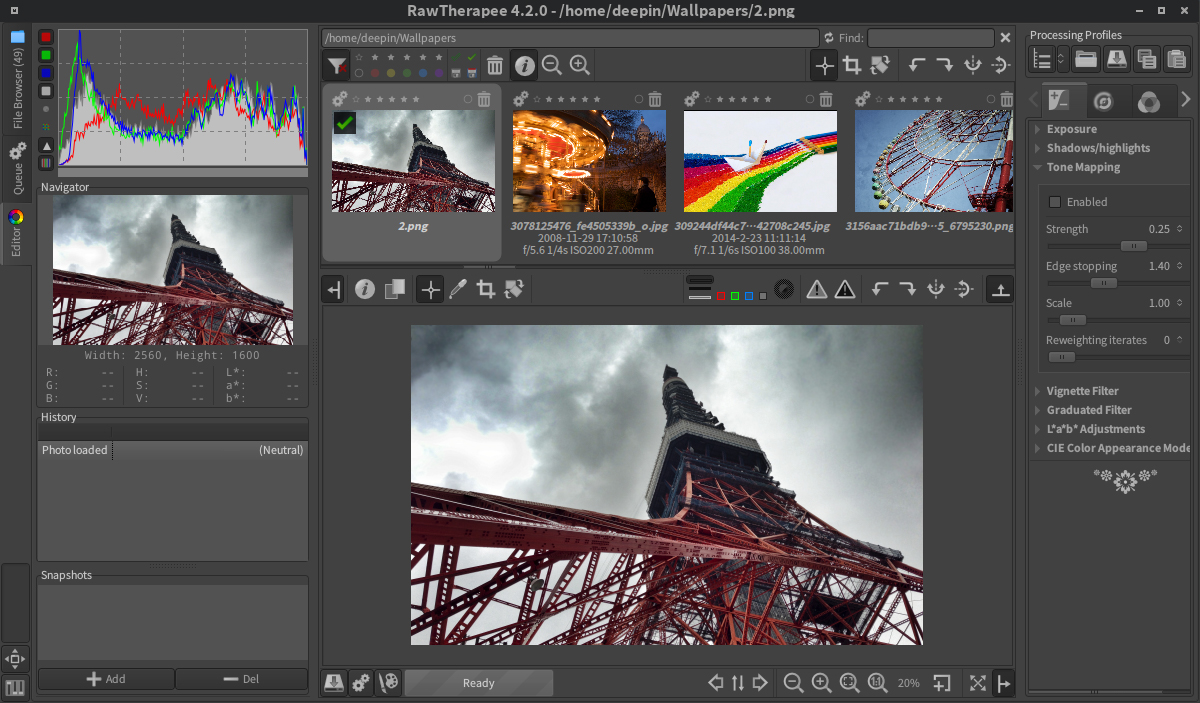 RawTherapee 4.2.0 - /home/deepin/Wallpapers/2.png
File Browser (49)
Queue
Editor
Navigator
Width: 2560, Height: 1600
R: -- H: -- L*: --
G: -- S: -- a*: --
B: -- V: -- b*: --
History
Photo loaded (Neutral)
Snapshots
Add
Del
/home/deepin/Wallpapers
Find:
2.png
3078125476_fe4505339b_o.jpg
2008-11-29 17:10:58
f/5.6 1/4s ISO200 27.00mm
309244df44c7⋯42708c245.jpg
2014-2-23 11:11:14
f/7.1 1/6s ISO100 38.00mm
3156aac71bdb9⋯5_6795230.png
Ready
20%
Processing Profiles
Exposure
Shadows/highlights
Tone Mapping
Enabled
Strength 0.25
Edge stopping 1.40
Scale 1.00
Reweighting iterates 0
Vignette Filter
Graduated Filter
L*a*b* Adjustments
CIE Color Appearance Mode